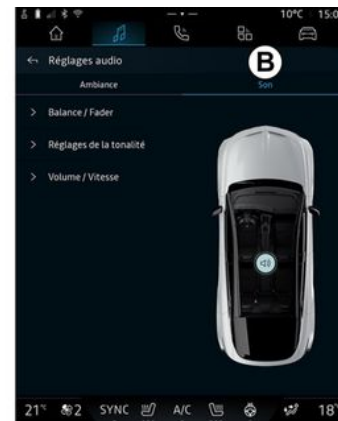 10°C 15:0
Réglages audio
B
Ambiance Son
> Balance / Fader
> Réglages de la tonalité
> Volume / Vitesse
21° 2 SYNC A/C 18°